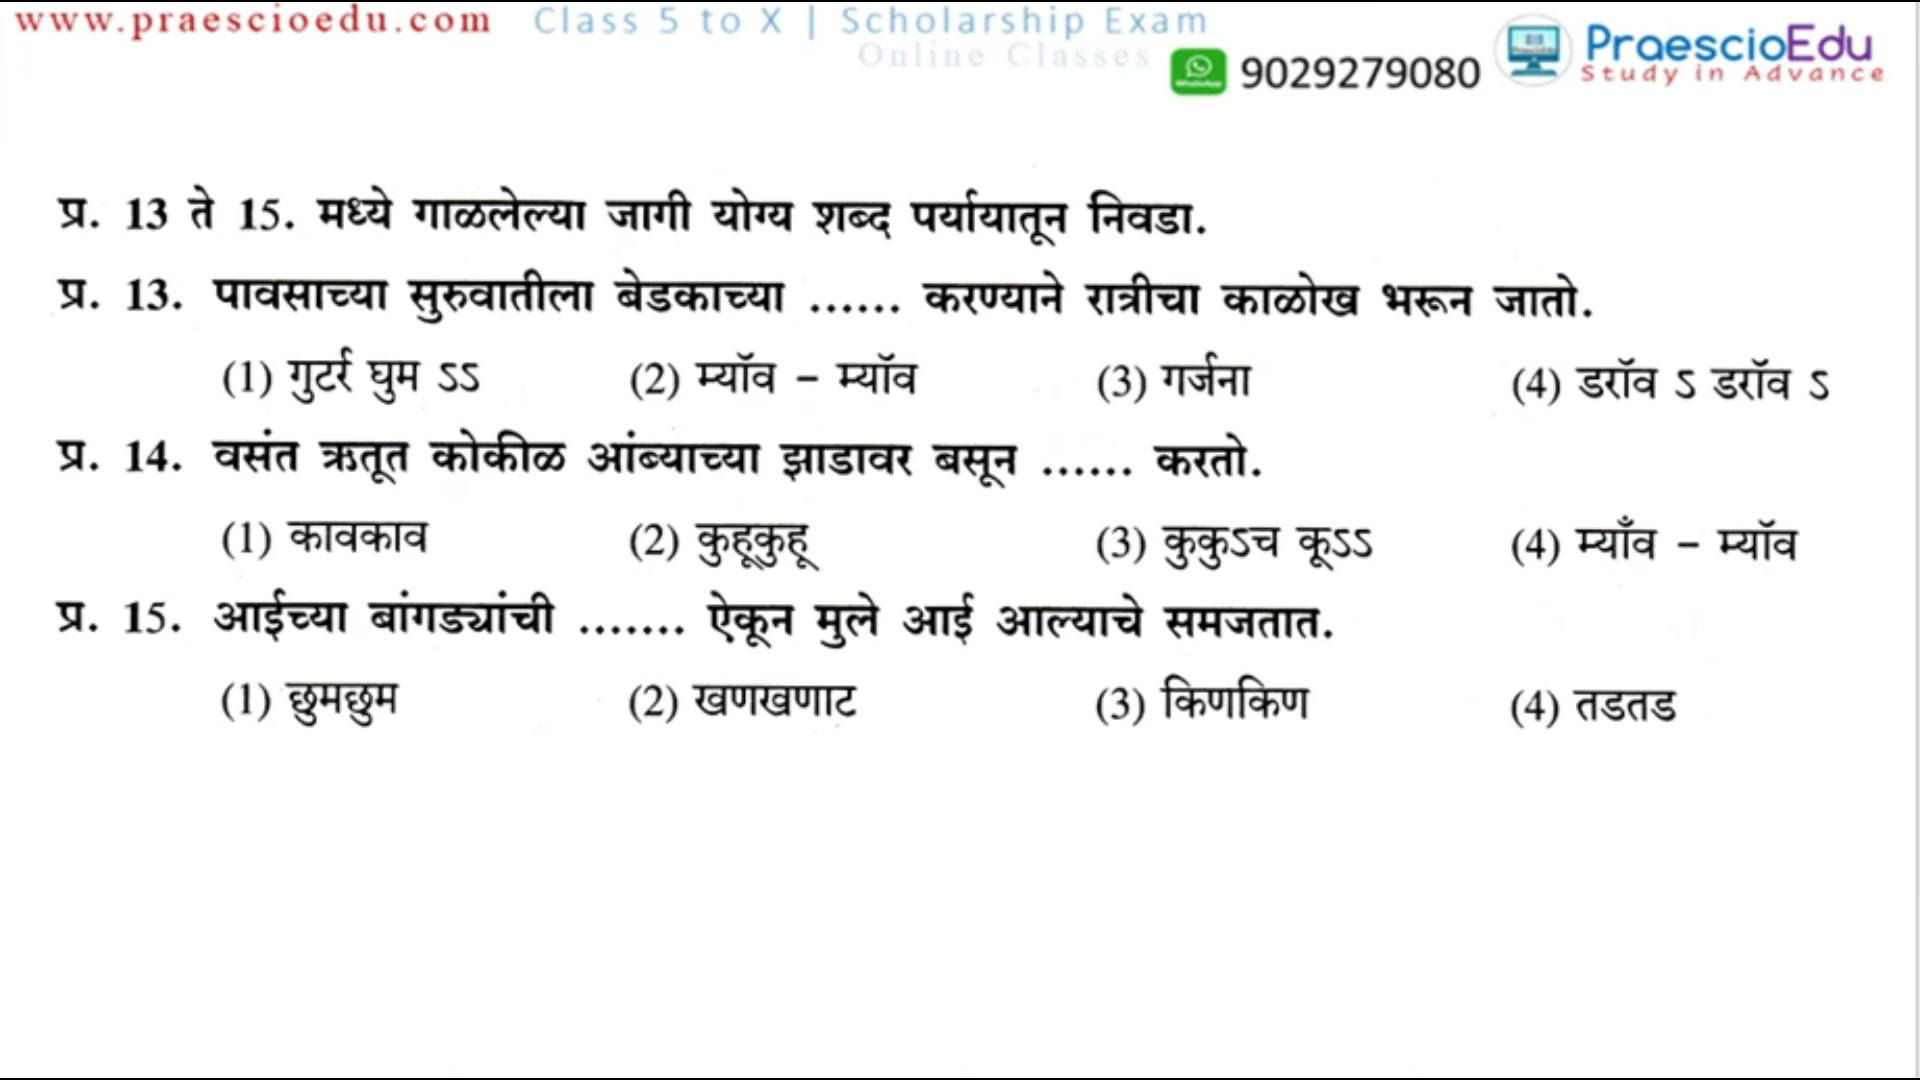 www.praescioedu.com Class 5 to X | Scholarship Exam
Online Classes
WhatsApp 9029279080 PraescioEdu
Study in Advance
प्र. 13 ते 15. मध्ये गाळलेल्या जागी योग्य शब्द पर्यायातून निवडा.
प्र. 13. पावसाच्या सुरुवातीला बेडकाच्या ...... करण्याने रात्रीचा काळोख भरून जातो.
(1) गुटर्र घुम ऽऽ (2) म्यॉव – म्यॉव (3) गर्जना (4) डरॉव ऽ डरॉव ऽ
प्र. 14. वसंत ऋतूत कोकीळ आंब्याच्या झाडावर बसून ...... करतो.
(1) कावकाव (2) कुहूकुहू (3) कुकुऽच कूऽऽ (4) म्याँव – म्यॉव
प्र. 15. आईच्या बांगड्यांची ....... ऐकून मुले आई आल्याचे समजतात.
(1) छुमछुम (2) खणखणाट (3) किणकिण (4) तडतड